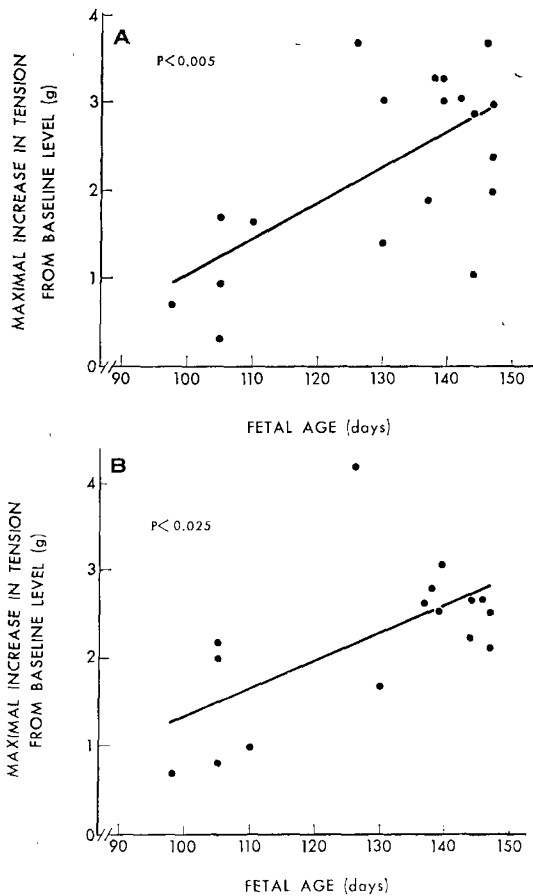 A
P<0.005
MAXIMAL INCREASE IN TENSION
FROM BASELINE LEVEL (g)
4
3
2
1
0
90 100 110 120 130 140 150
FETAL AGE (days)
B
P< 0.025
MAXIMAL INCREASE IN TENSION
FROM BASELINE LEVEL (g)
4
3
2
1
0
90 100 110 120 130 140 150
FETAL AGE (days)